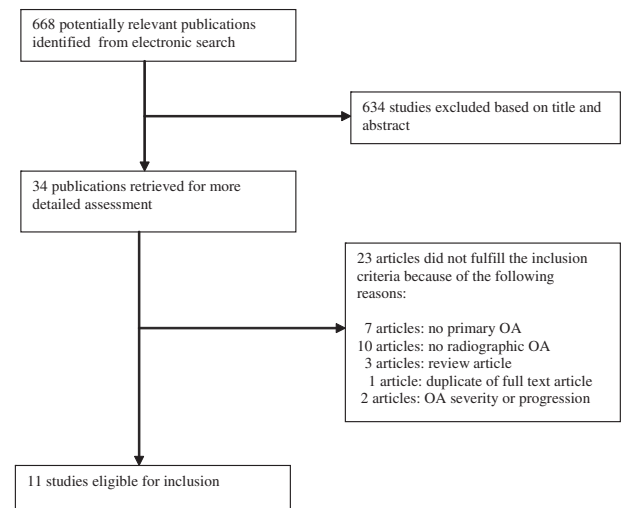 668 potentially relevant publications
identified from electronic search
634 studies excluded based on title and
abstract
34 publications retrieved for more
detailed assessment
23 articles did not fulfill the inclusion
criteria because of the following
reasons:
7 articles: no primary OA
10 articles: no radiographic OA
3 articles: review article
1 article: duplicate of full text article
2 articles: OA severity or progression
11 studies eligible for inclusion